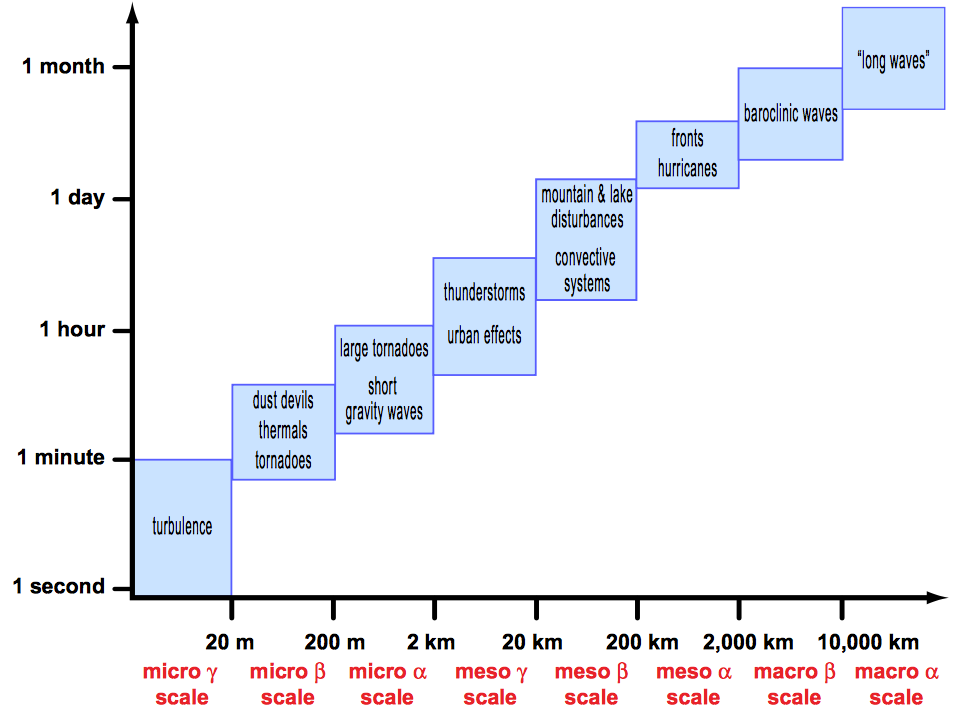 1 month
1 day
1 hour
1 minute
1 second
"long waves"
baroclinic waves
fronts
hurricanes
mountain & lake
disturbances
convective
systems
thunderstorms
urban effects
large tornadoes
short
gravity waves
dust devils
thermals
tornadoes
turbulence
20 m
200 m
2 km
20 km
200 km
2,000 km
10,000 km
micro γ
scale
micro β
scale
micro α
scale
meso γ
scale
meso β
scale
meso α
scale
macro β
scale
macro α
scale